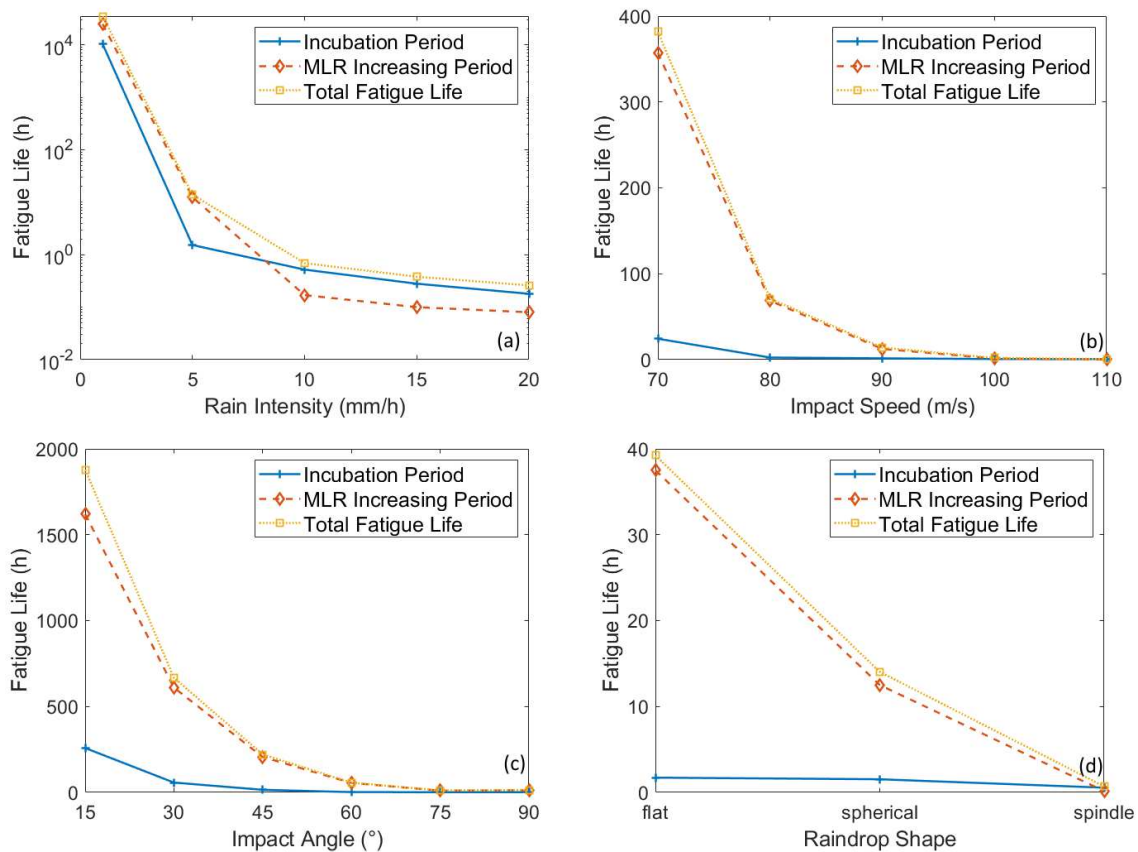 10^4
10^2
10^0
10^-2
Fatigue Life (h)
Incubation Period
MLR Increasing Period
Total Fatigue Life
(a)
0 5 10 15 20
Rain Intensity (mm/h)
400
300
200
100
0
Fatigue Life (h)
Incubation Period
MLR Increasing Period
Total Fatigue Life
(b)
70 80 90 100 110
Impact Speed (m/s)
2000
1500
1000
500
0
Fatigue Life (h)
Incubation Period
MLR Increasing Period
Total Fatigue Life
(c)
15 30 45 60 75 90
Impact Angle (°)
40
30
20
10
0
Fatigue Life (h)
Incubation Period
MLR Increasing Period
Total Fatigue Life
(d)
flat spherical spindle
Raindrop Shape